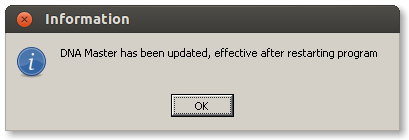 Information
DNA Master has been updated, effective after restarting program
OK